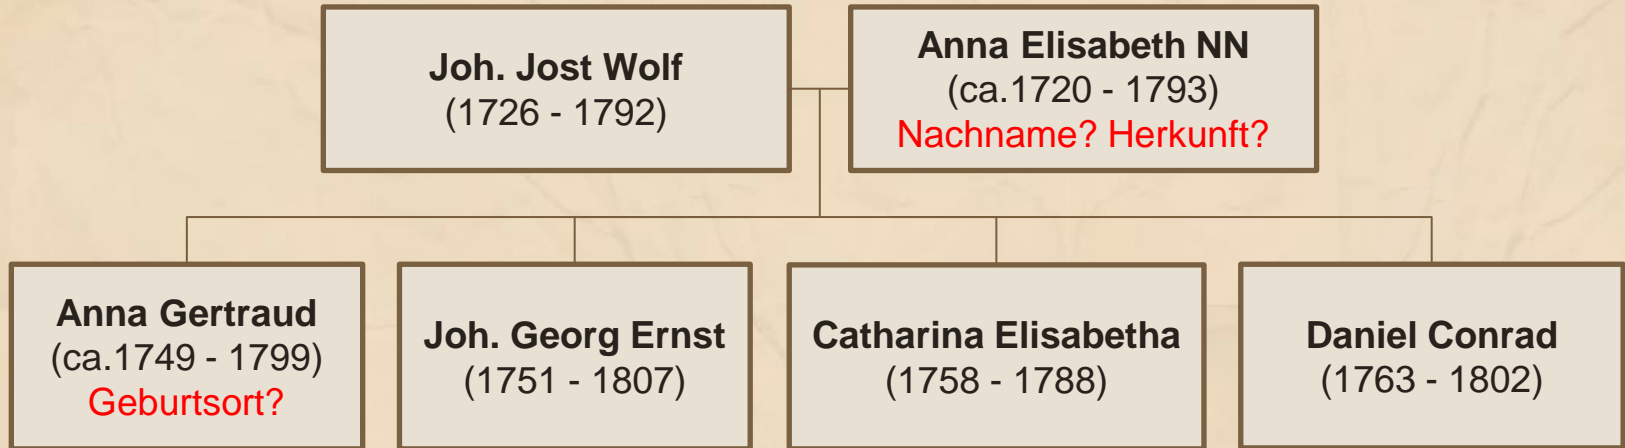 Joh. Jost Wolf
(1726 - 1792)
Anna Elisabeth NN
(ca.1720 - 1793)
Nachname? Herkunft?
Anna Gertraud
(ca.1749 - 1799)
Geburtsort?
Joh. Georg Ernst
(1751 - 1807)
Catharina Elisabetha
(1758 - 1788)
Daniel Conrad
(1763 - 1802)